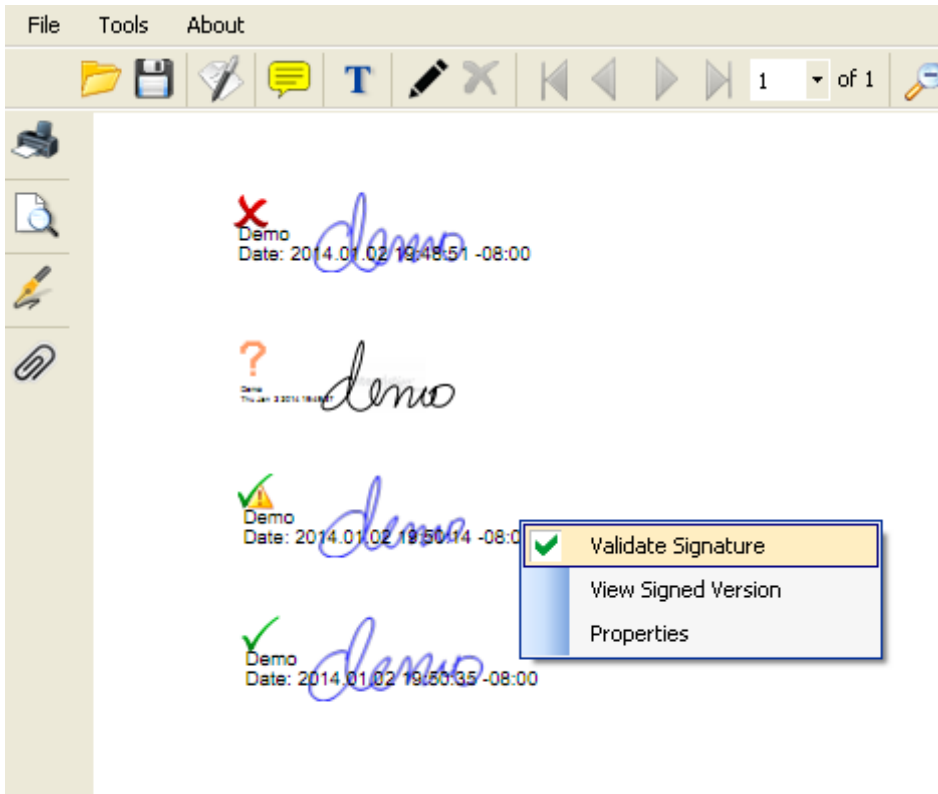 File Tools About
T
1 of 1
Demo
demo
Date: 2014.01.02 19:48:51 -08:00
?
Demo
demo
Demo
demo
Date: 2014.01.02 19:50:14 -08:0
Validate Signature
View Signed Version
Properties
Demo
demo
Date: 2014.01.02 19:50:35 -08:00